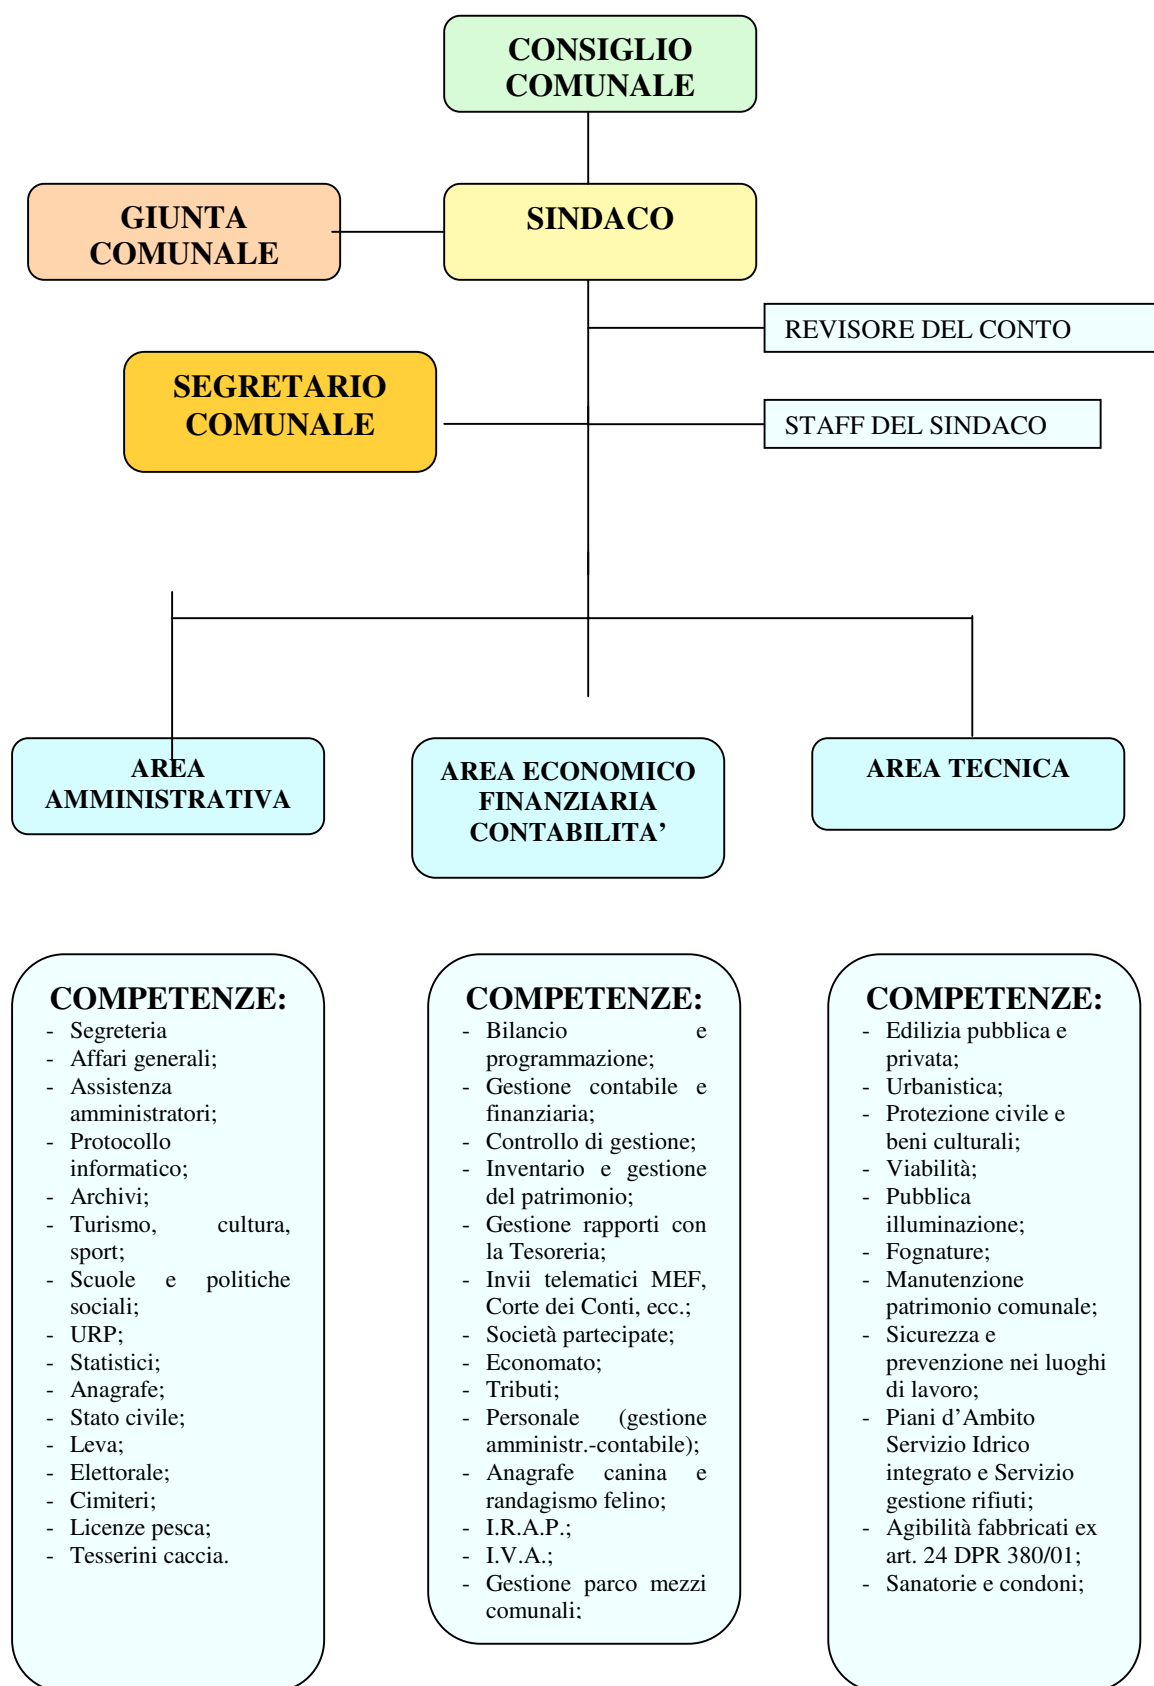 CONSIGLIO
COMUNALE
GIUNTA
COMUNALE
SINDACO
REVISORE DEL CONTO
SEGRETARIO
COMUNALE
STAFF DEL SINDACO
AREA
AMMINISTRATIVA
AREA ECONOMICO
FINANZIARIA
CONTABILITA’
AREA TECNICA
COMPETENZE:
- Segreteria
- Affari generali;
- Assistenza
amministratori;
- Protocollo
informatico;
- Archivi;
- Turismo, cultura,
sport;
- Scuole e politiche
sociali;
- URP;
- Statistici;
- Anagrafe;
- Stato civile;
- Leva;
- Elettorale;
- Cimiteri;
- Licenze pesca;
- Tesserini caccia.
COMPETENZE:
- Bilancio e
programmazione;
- Gestione contabile e
finanziaria;
- Controllo di gestione;
- Inventario e gestione
del patrimonio;
- Gestione rapporti con
la Tesoreria;
- Invii telematici MEF,
Corte dei Conti, ecc.;
- Società partecipate;
- Economato;
- Tributi;
- Personale (gestione
amministr.-contabile);
- Anagrafe canina e
randagismo felino;
- I.R.A.P.;
- I.V.A.;
- Gestione parco mezzi
comunali;
COMPETENZE:
- Edilizia pubblica e
privata;
- Urbanistica;
- Protezione civile e
beni culturali;
- Viabilità;
- Pubblica
illuminazione;
- Fognature;
- Manutenzione
patrimonio comunale;
- Sicurezza e
prevenzione nei luoghi
di lavoro;
- Piani d’Ambito
Servizio Idrico
integrato e Servizio
gestione rifiuti;
- Agibilità fabbricati ex
art. 24 DPR 380/01;
- Sanatorie e condoni;